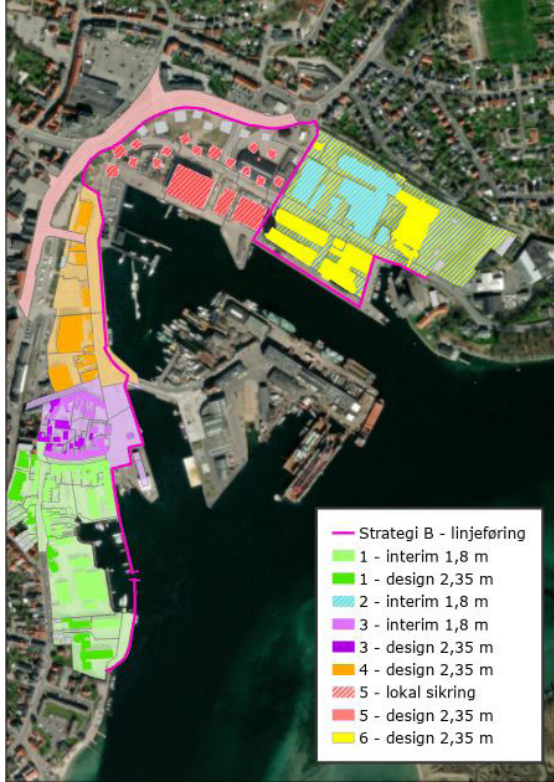 Strategi B - linjeføring
1 - interim 1,8 m
1 - design 2,35 m
2 - interim 1,8 m
3 - interim 1,8 m
3 - design 2,35 m
4 - design 2,35 m
5 - lokal sikring
5 - design 2,35 m
6 - design 2,35 m